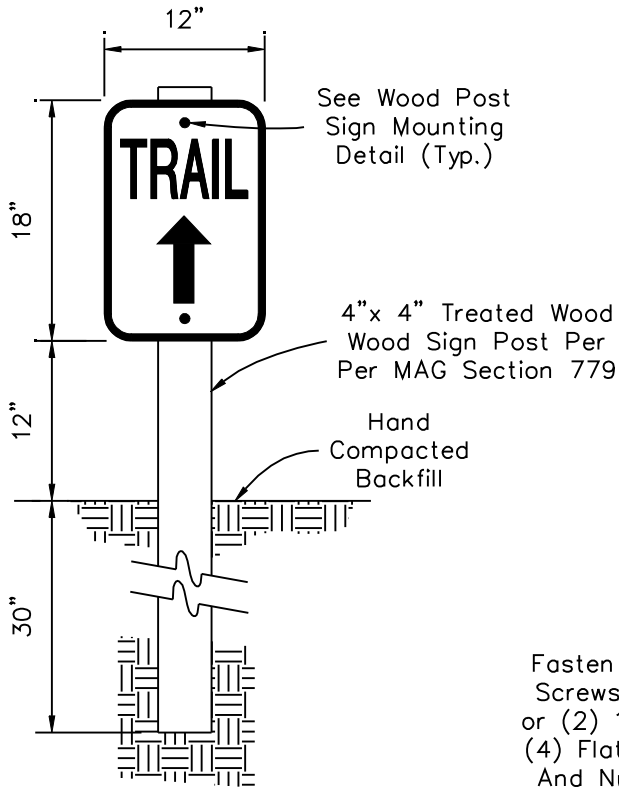 12"
See Wood Post
Sign Mounting
Detail (Typ.)
TRAIL
18"
4"x 4" Treated Wood
Wood Sign Post Per
Per MAG Section 779
12"
Hand
Compacted
Backfill
30"
Fasten
Screws
or (2)
(4) Flat
And